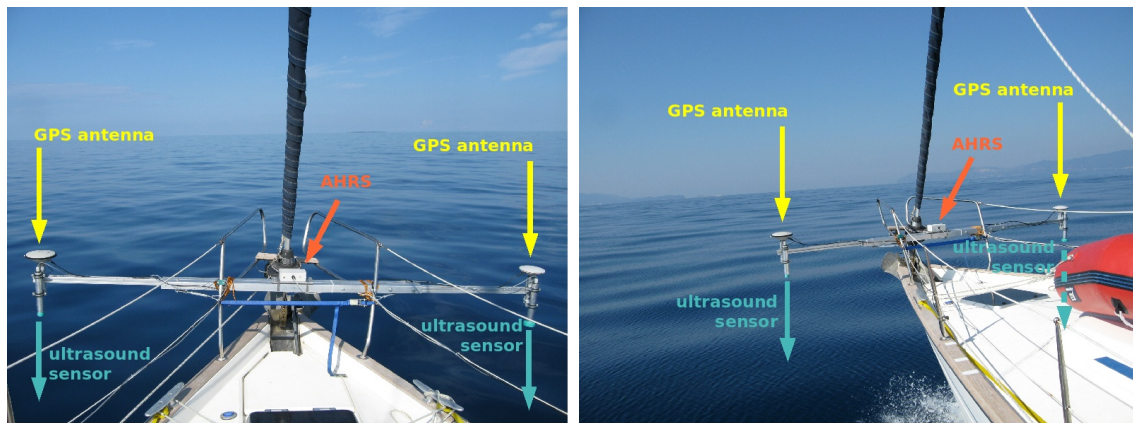 GPS antenna
GPS antenna
AHRS
ultrasound
sensor
ultrasound
sensor
GPS antenna
GPS antenna
AHRS
ultrasound
sensor
ultrasound
sensor